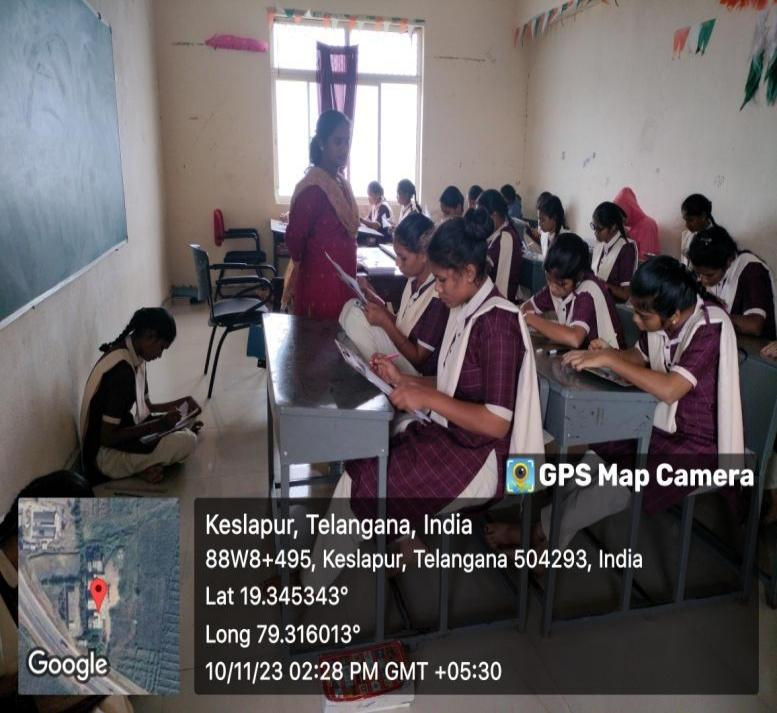 GPS Map Camera
Keslapur, Telangana, India
88W8+495, Keslapur, Telangana 504293, India
Lat 19.345343°
Long 79.316013°
10/11/23 02:28 PM GMT +05:30
Google